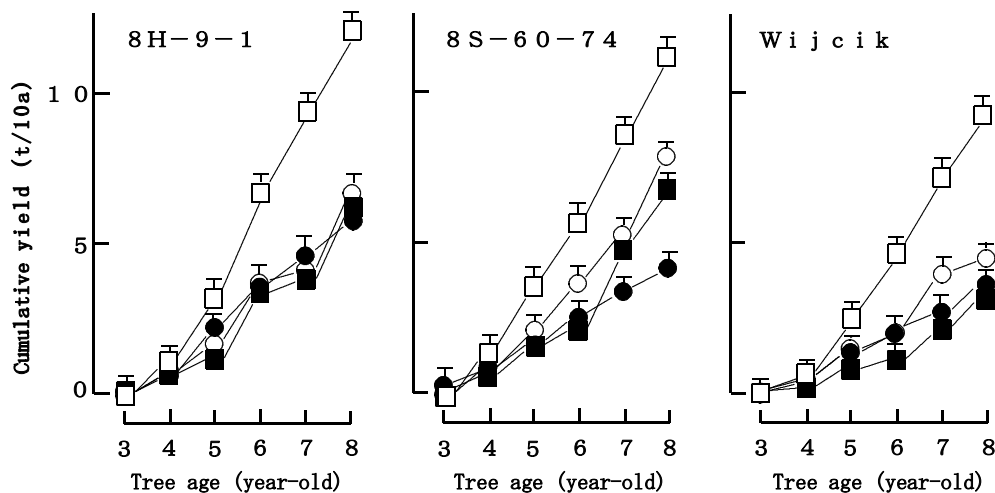 8H-9-1
8S-60-74
Wijcik
Cumulative yield (t/10a)
10
5
0
3 4 5 6 7 8
3 4 5 6 7 8
3 4 5 6 7 8
Tree age (year-old)
Tree age (year-old)
Tree age (year-old)